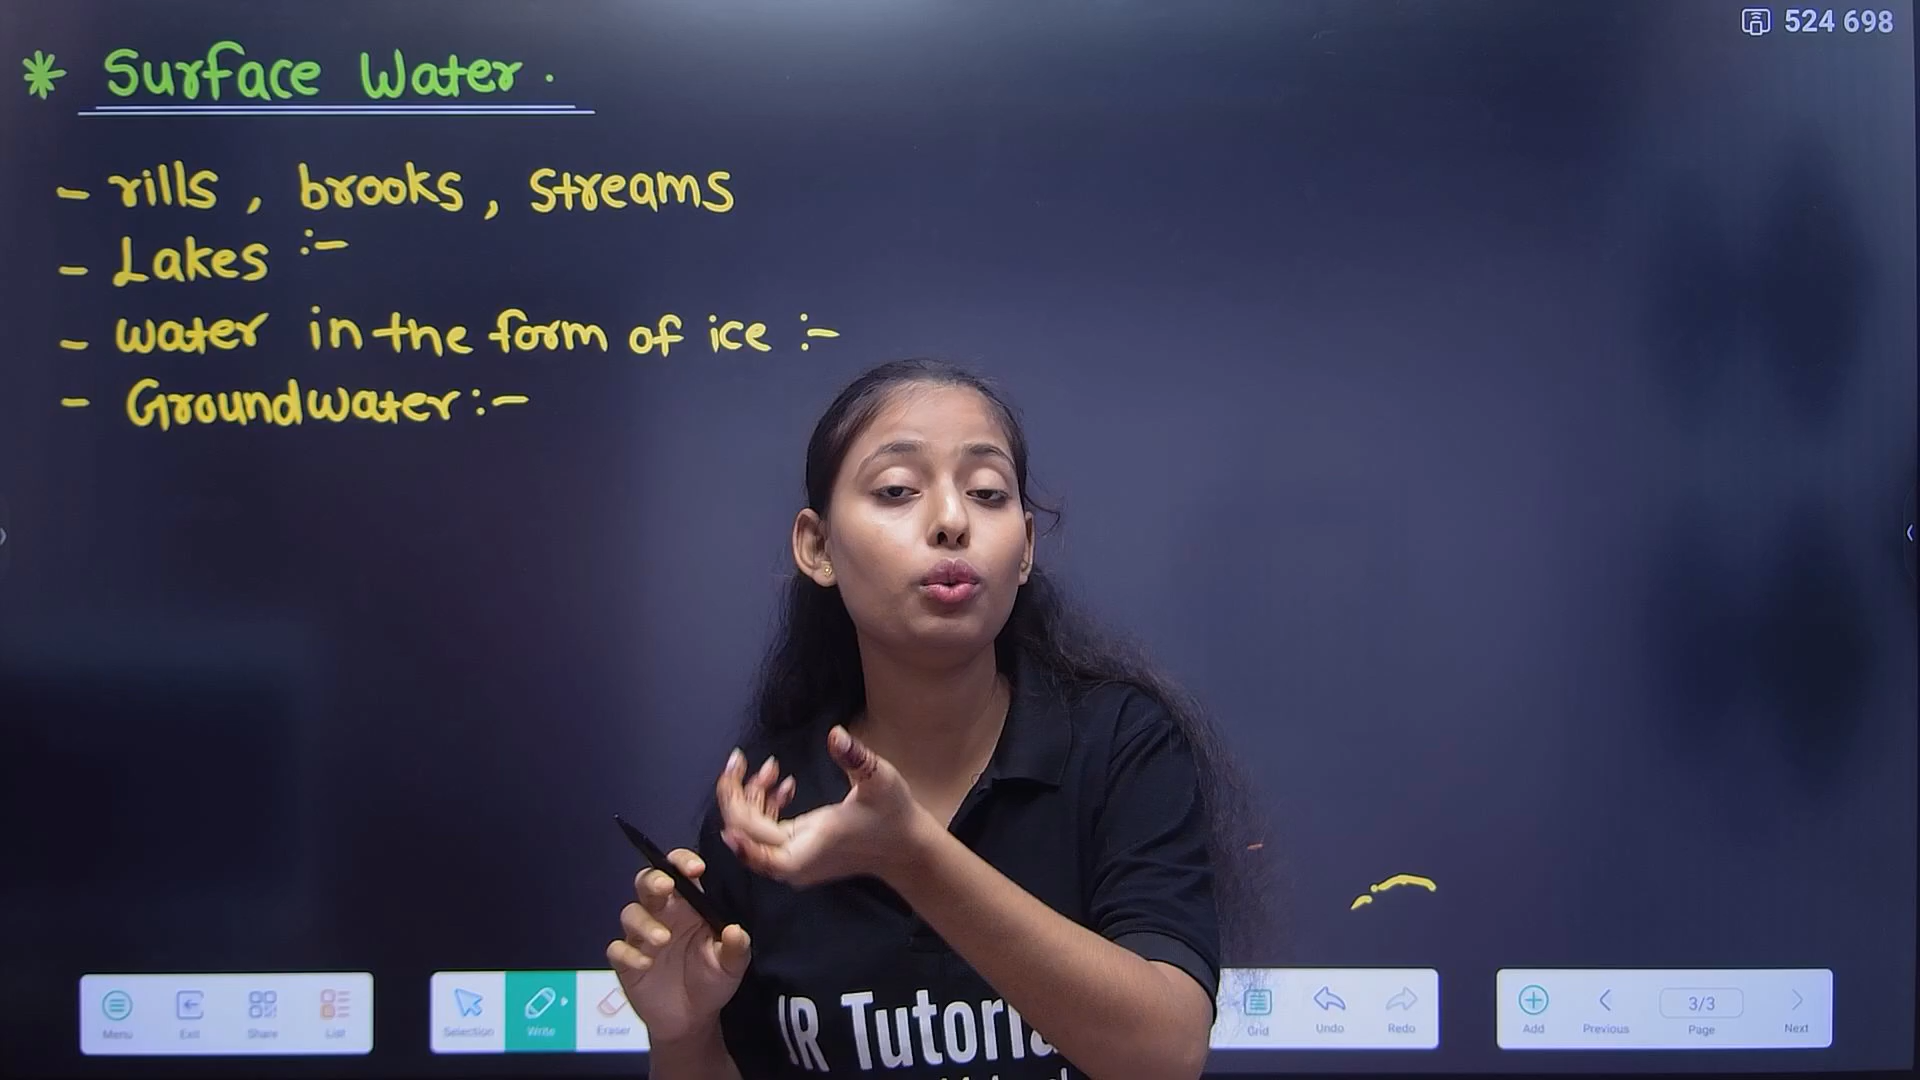 524 698
* Surface Water .
- rills , brooks, streams
- Lakes :-
- water in the form of ice :-
- Groundwater :-
JR Tutoria
Menu Exit Share List
Selection Write Eraser
Grid Undo Redo
Add Previous 3/3 Page Next